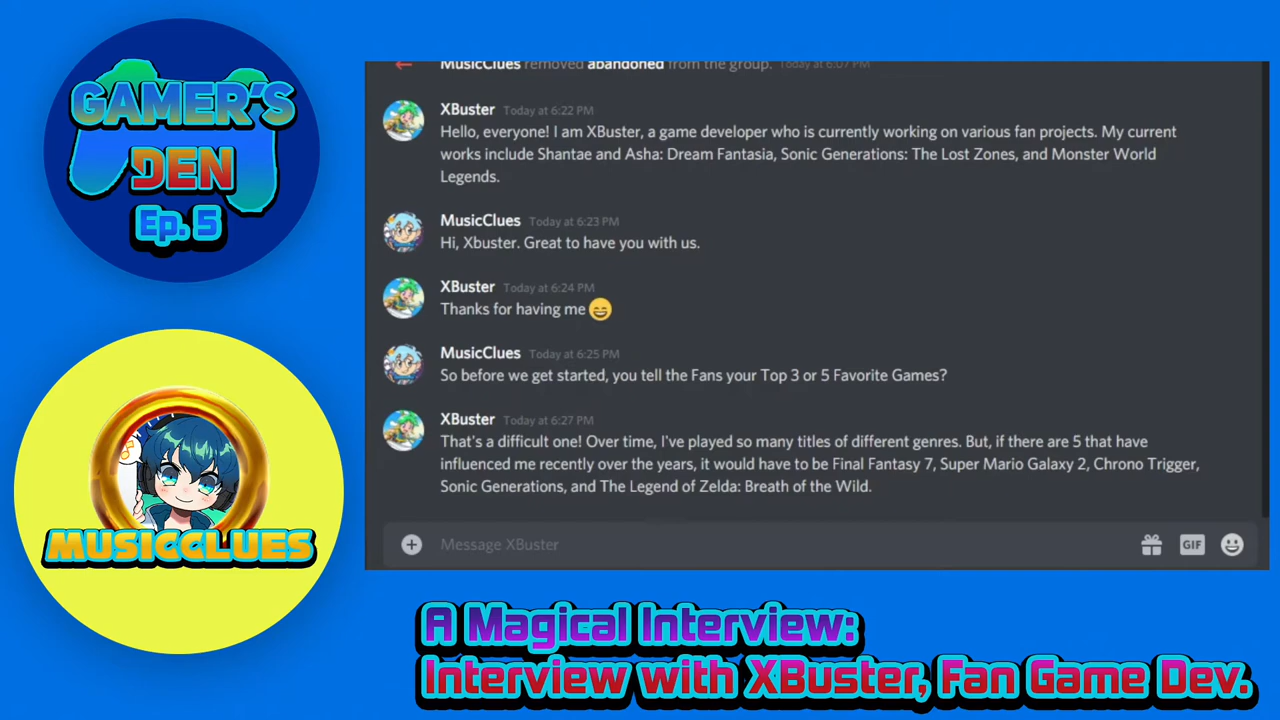 GAMER'S
DEN
Ep. 5
MUSICCLUES
MusicClues removed abandoned from the group. Today at 6:07 PM
XBuster Today at 6:22 PM
Hello, everyone! I am XBuster, a game developer who is currently working on various fan projects. My current
works include Shantae and Asha: Dream Fantasia, Sonic Generations: The Lost Zones, and Monster World
Legends.
MusicClues Today at 6:23 PM
Hi, Xbuster. Great to have you with us.
XBuster Today at 6:24 PM
Thanks for having me 😄
MusicClues Today at 6:25 PM
So before we get started, you tell the Fans your Top 3 or 5 Favorite Games?
XBuster Today at 6:27 PM
That's a difficult one! Over time, I've played so many titles of different genres. But, if there are 5 that have
influenced me recently over the years, it would have to be Final Fantasy 7, Super Mario Galaxy 2, Chrono Trigger,
Sonic Generations, and The Legend of Zelda: Breath of the Wild.
Message XBuster
GIF
A Magical Interview:
Interview with XBuster, Fan Game Dev.